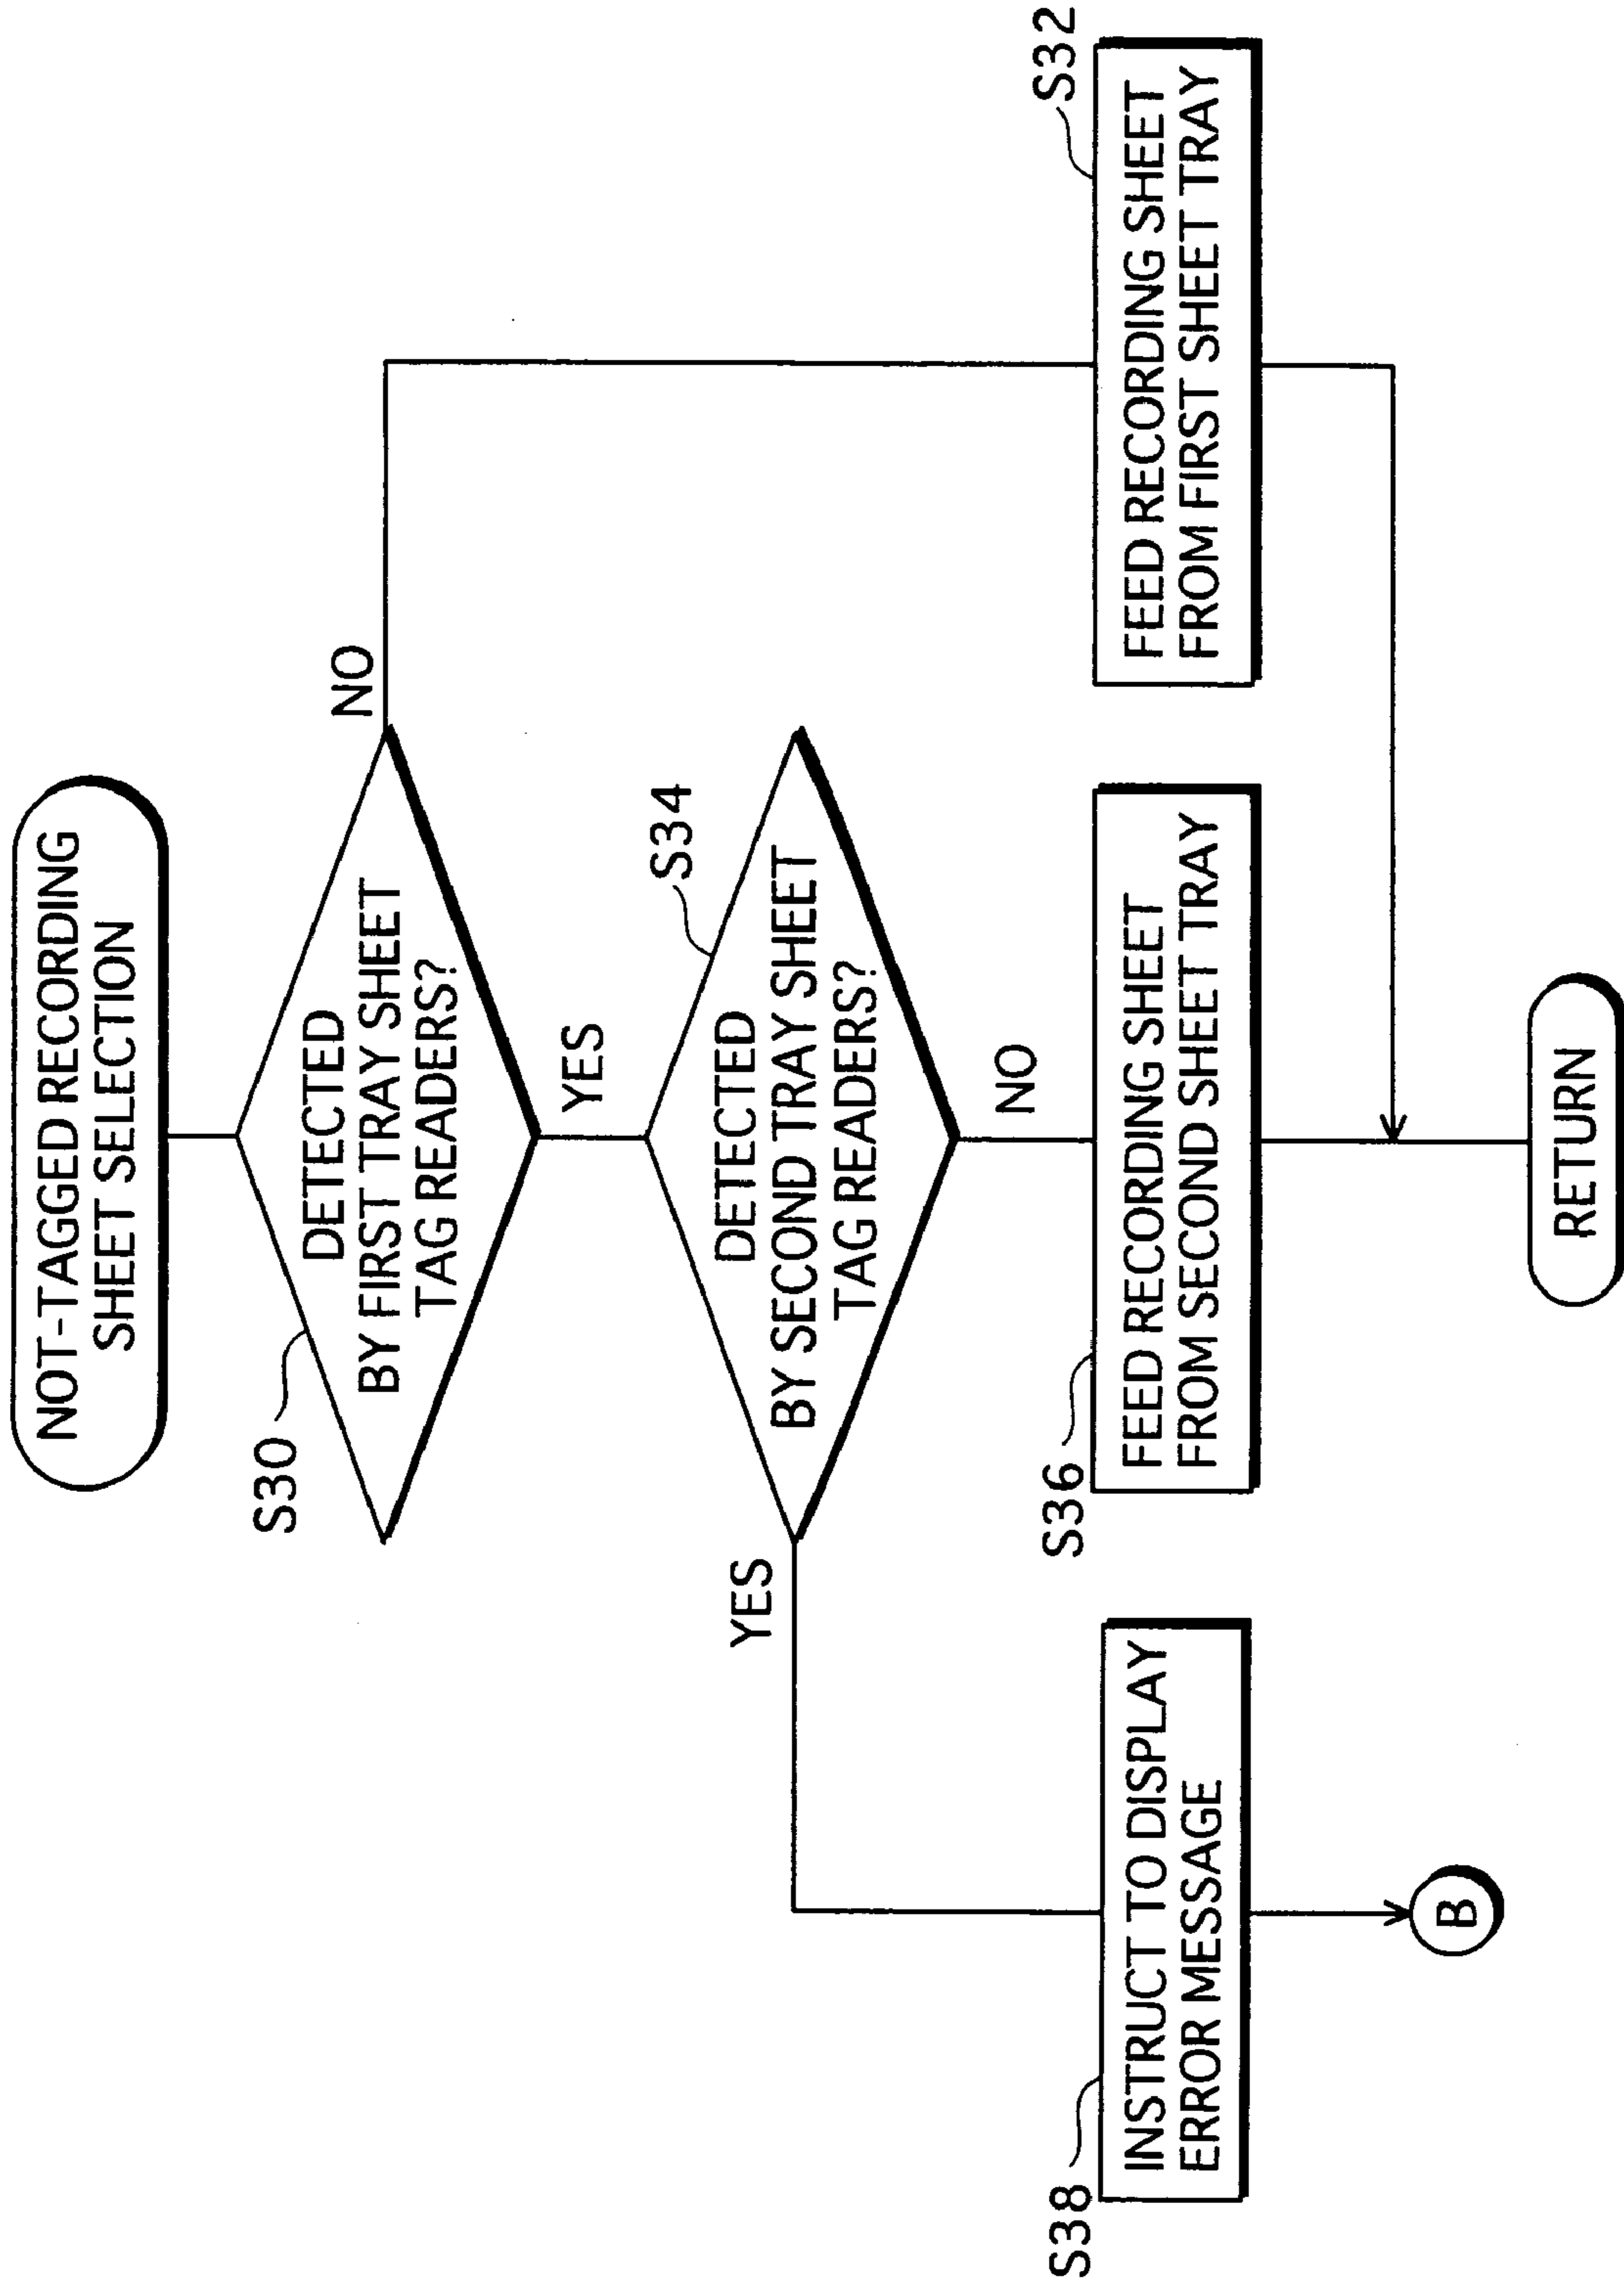 NOT-TAGGED RECORDING
SHEET SELECTION
S30
DETECTED
BY FIRST TRAY SHEET
TAG READERS?
NO
YES
S34
DETECTED
BY SECOND TRAY SHEET
TAG READERS?
YES
NO
S38
INSTRUCT TO DISPLAY
ERROR MESSAGE
S36
FEED RECORDING SHEET
FROM SECOND SHEET TRAY
S32
FEED RECORDING SHEET
FROM FIRST SHEET TRAY
B
RETURN